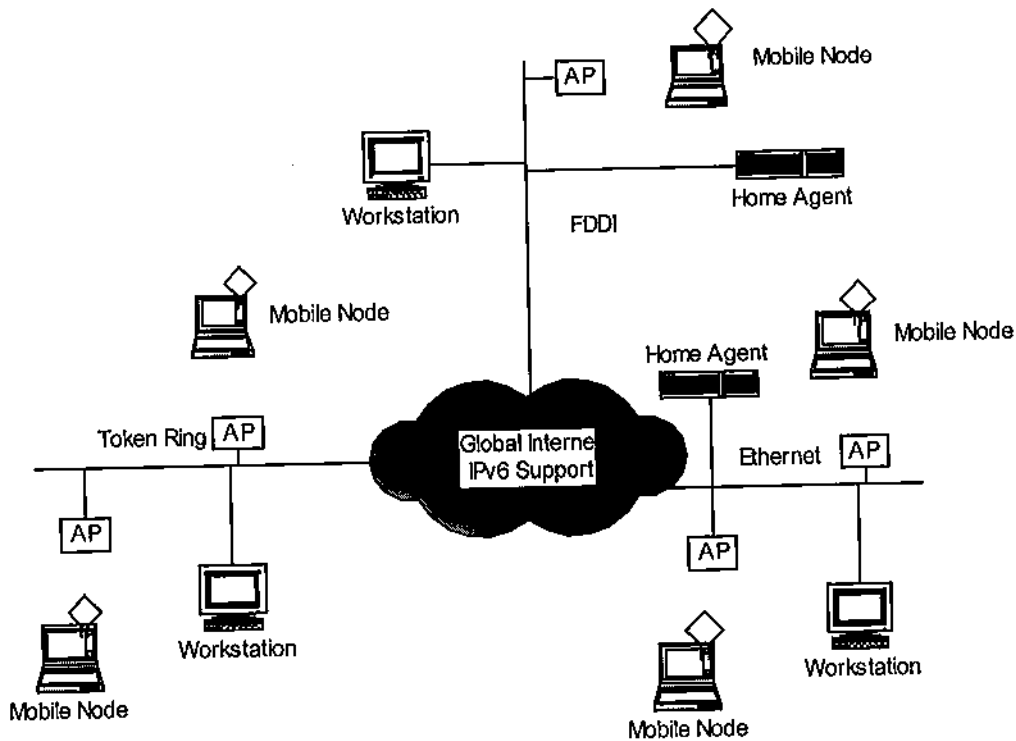 Mobile Node
AP
Workstation
Home Agent
FDDI
Mobile Node
Mobile Node
Home Agent
Token Ring
AP
Global Interne
IPv6 Support
Ethernet
AP
AP
AP
Workstation
Workstation
Mobile Node
Mobile Node